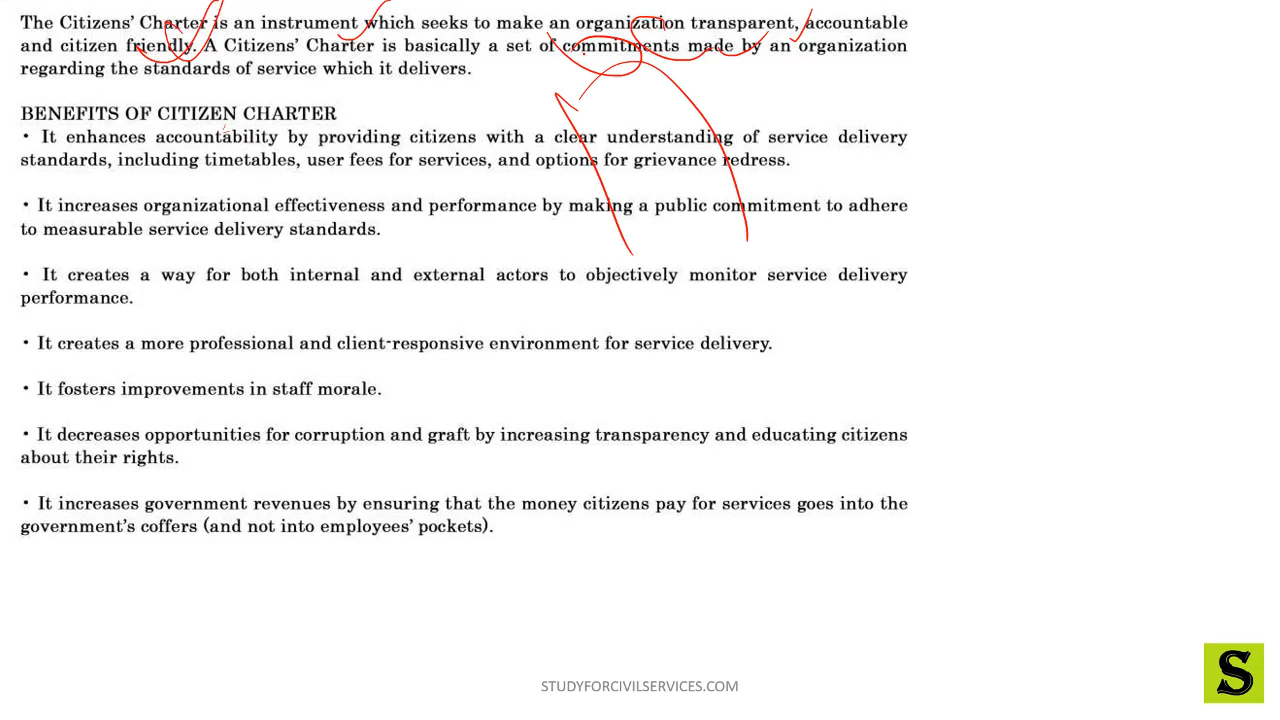 The Citizens' Charter is an instrument which seeks to make an organization transparent, accountable
and citizen friendly. A Citizens' Charter is basically a set of commitments made by an organization
regarding the standards of service which it delivers.
BENEFITS OF CITIZEN CHARTER
• It enhances accountability by providing citizens with a clear understanding of service delivery
standards, including timetables, user fees for services, and options for grievance redress.
• It increases organizational effectiveness and performance by making a public commitment to adhere
to measurable service delivery standards.
• It creates a way for both internal and external actors to objectively monitor service delivery
performance.
• It creates a more professional and client-responsive environment for service delivery.
• It fosters improvements in staff morale.
• It decreases opportunities for corruption and graft by increasing transparency and educating citizens
about their rights.
• It increases government revenues by ensuring that the money citizens pay for services goes into the
government's coffers (and not into employees' pockets).
STUDYFORCIVILSERVICES.COM
S